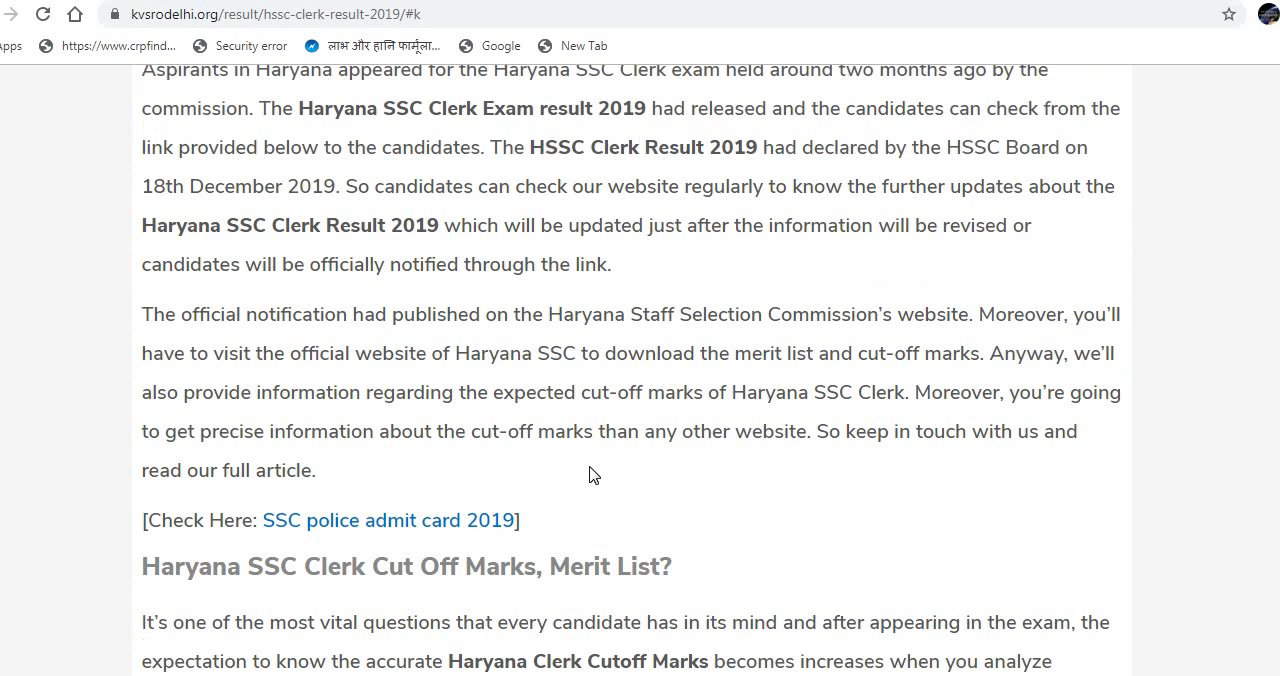 kvsrodelhi.org/result/hssc-clerk-result-2019/#k
Apps https://www.crpfind... Security error लाभ और हानि फार्मूला... Google New Tab
Aspirants in Haryana appeared for the Haryana SSC Clerk exam held around two months ago by the
commission. The Haryana SSC Clerk Exam result 2019 had released and the candidates can check from the
link provided below to the candidates. The HSSC Clerk Result 2019 had declared by the HSSC Board on
18th December 2019. So candidates can check our website regularly to know the further updates about the
Haryana SSC Clerk Result 2019 which will be updated just after the information will be revised or
candidates will be officially notified through the link.
The official notification had published on the Haryana Staff Selection Commission’s website. Moreover, you’ll
have to visit the official website of Haryana SSC to download the merit list and cut-off marks. Anyway, we’ll
also provide information regarding the expected cut-off marks of Haryana SSC Clerk. Moreover, you’re going
to get precise information about the cut-off marks than any other website. So keep in touch with us and
read our full article.
[Check Here: SSC police admit card 2019]
Haryana SSC Clerk Cut Off Marks, Merit List?
It’s one of the most vital questions that every candidate has in its mind and after appearing in the exam, the
expectation to know the accurate Haryana Clerk Cutoff Marks becomes increases when you analyze